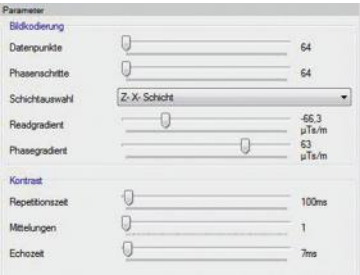 Parameter
Bildkodierung
Datenpunkte 64
Phasenschritte 64
Schichtauswahl Z- X- Schicht
Readgradient -66,3 µTs/m
Phasegradient 63 µTs/m
Kontrast
Repetitionszeit 100ms
Mittelungen 1
Echozeit 7ms